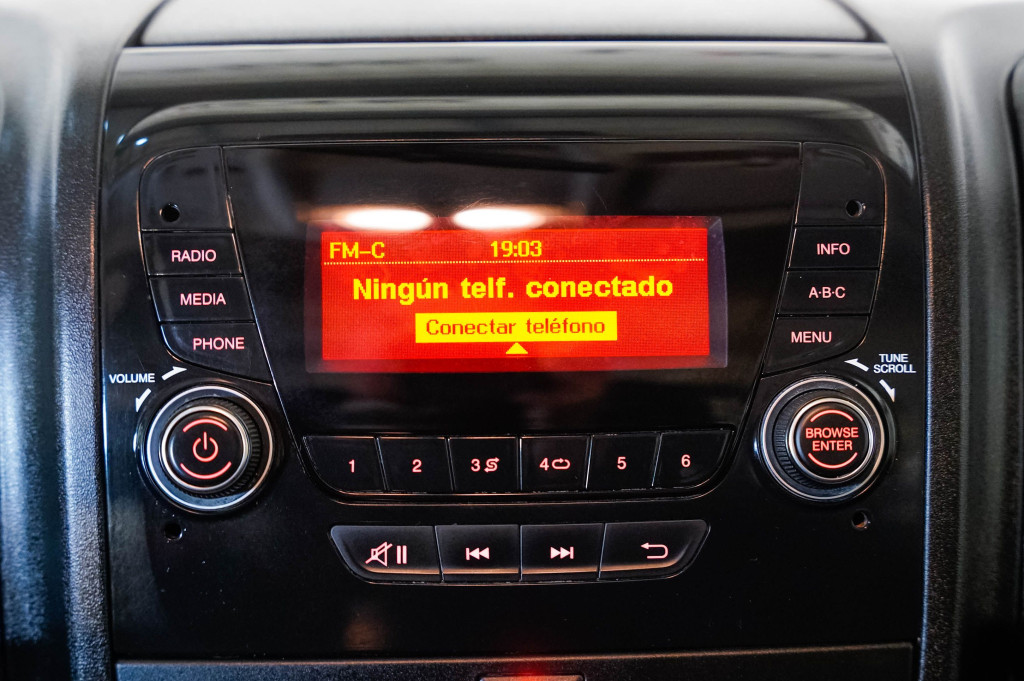 FM-C 19:03
Ningún telf. conectado
Conectar teléfono
RADIO
MEDIA
PHONE
VOLUME
INFO
A·B·C
MENU
TUNE
SCROLL
BROWSE
ENTER
1 2 3 4 5 6